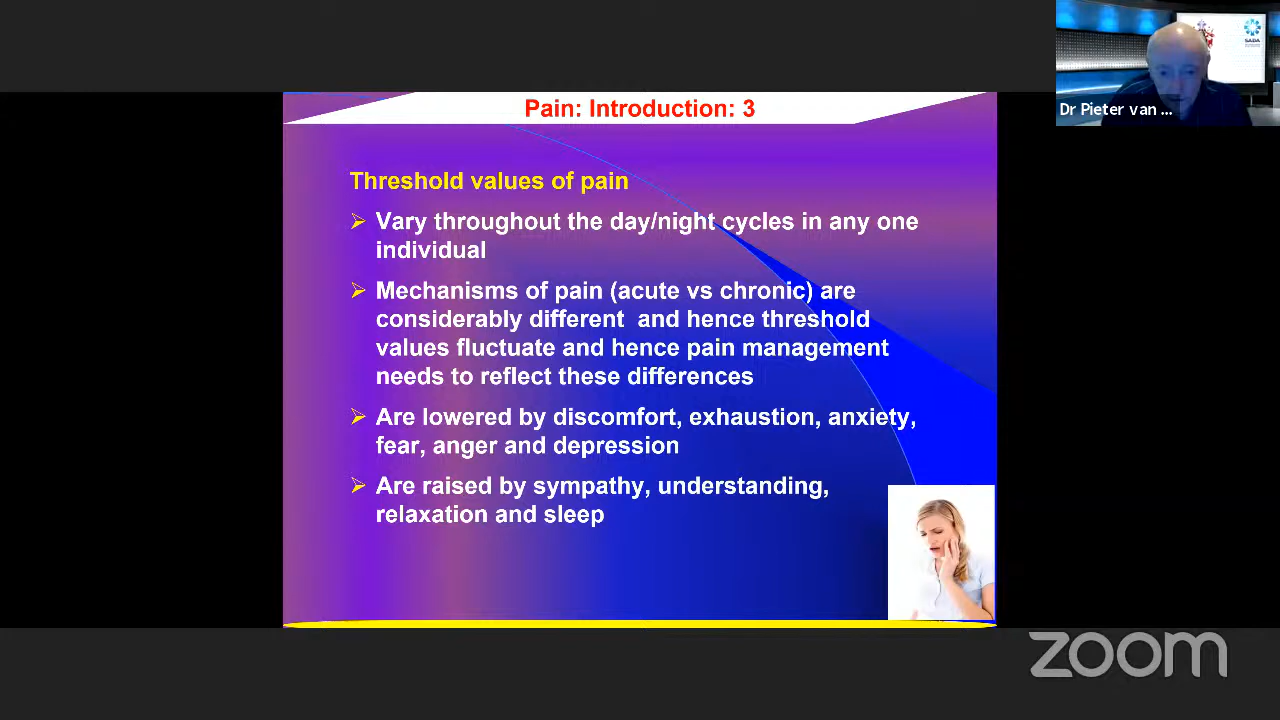 Pain: Introduction: 3
SADA
Dr Pieter van ...
Threshold values of pain
Vary throughout the day/night cycles in any one
individual
Mechanisms of pain (acute vs chronic) are
considerably different and hence threshold
values fluctuate and hence pain management
needs to reflect these differences
Are lowered by discomfort, exhaustion, anxiety,
fear, anger and depression
Are raised by sympathy, understanding,
relaxation and sleep
zoom